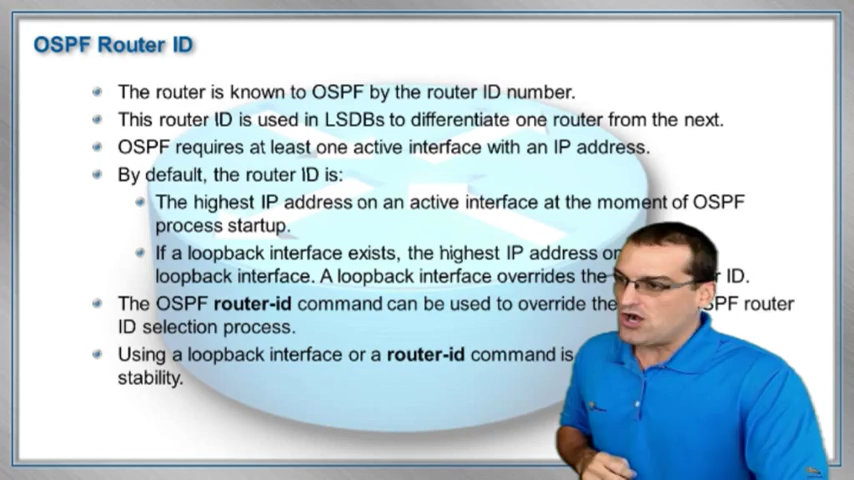 OSPF Router ID
The router is known to OSPF by the router ID number.
This router ID is used in LSDBs to differentiate one router from the next.
OSPF requires at least one active interface with an IP address.
By default, the router ID is:
The highest IP address on an active interface at the moment of OSPF
process startup.
If a loopback interface exists, the highest IP address
loopback interface. A loopback interface overrides the ID.
The OSPF router-id command can be used to override the router
ID selection process.
Using a loopback interface or a router-id command is
stability.